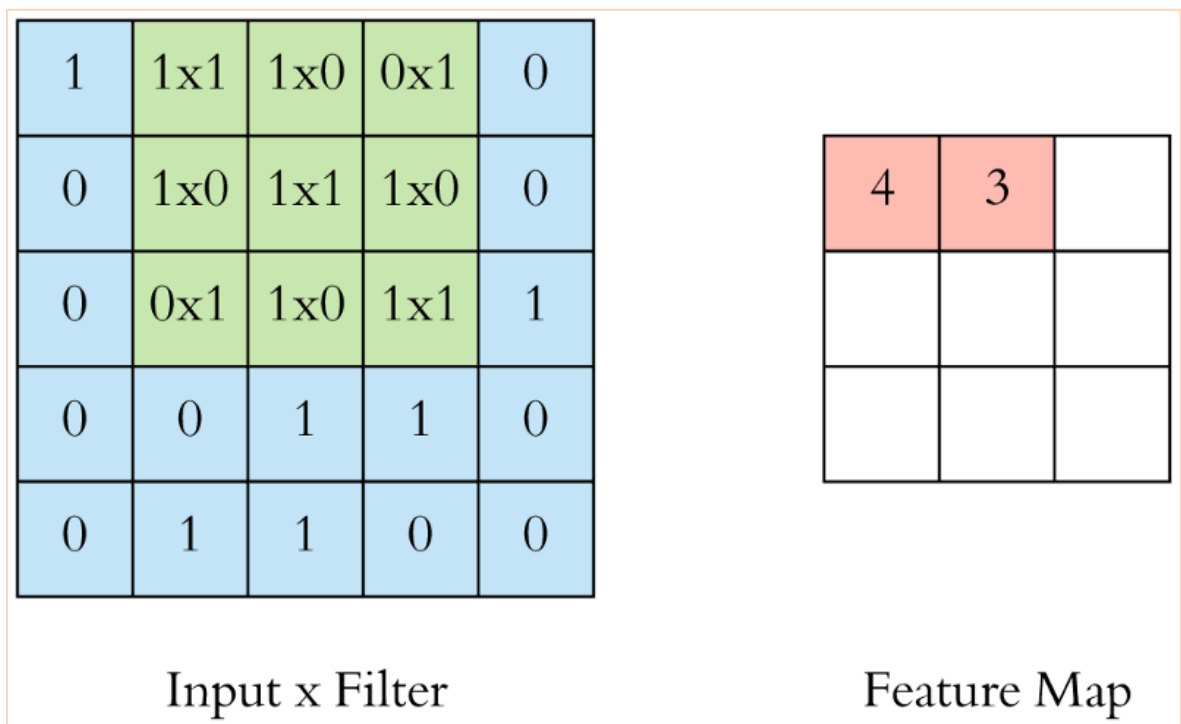 1 1x1 1x0 0x1 0
0 1x0 1x1 1x0 0
4 3
0 0x1 1x0 1x1 1
0 0 1 1 0
0 1 1 0 0
Input x Filter
Feature Map